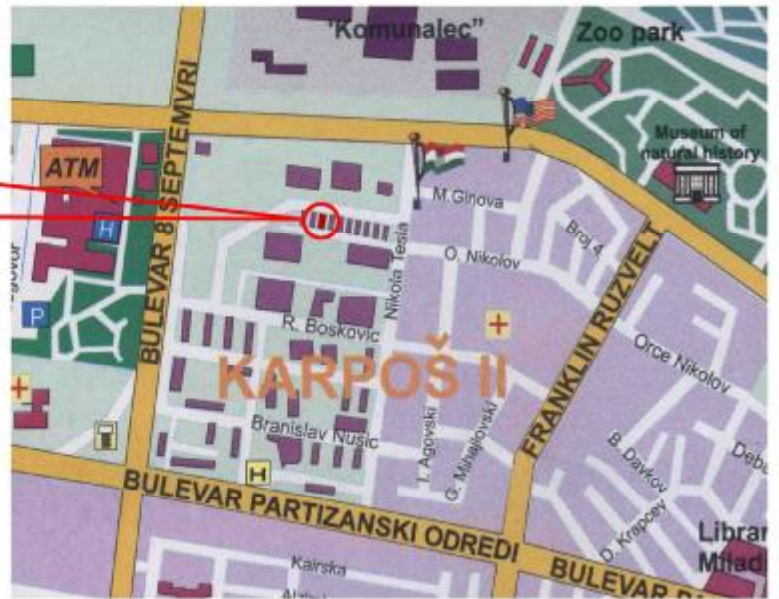 "Komunalec"
Zoo park
BULEVAR 8 SEPTEMVRI
ATM
H
P
Museum of
natural history
M.Ginova
Broj 4
Nikola Tesla
O. Nikolov
R. Boskovic
KARPOŠ II
FRANKLIN RUZVELT
Orce Nikolov
Branislav Nusic
I. Agovski
G. Mihajlovski
B. Davkov
D. Krapcev
H
BULEVAR PARTIZANSKI ODREDI
BULEVAR
Kairska